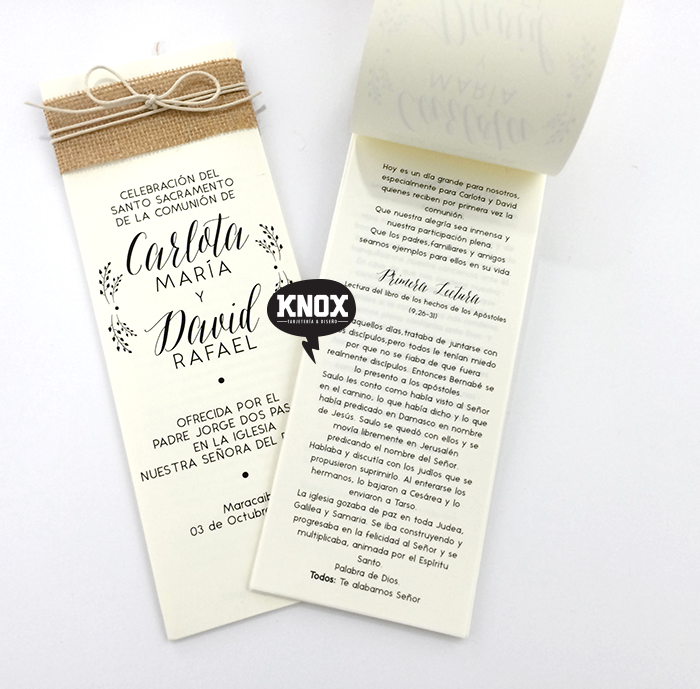 CELEBRACIÓN DEL
SANTO SACRAMENTO
DE LA COMUNIÓN DE
Carlota
MARÍA
Y
David
RAFAEL
OFRECIDA POR EL
PADRE JORGE DOS
EN LA IGLESIA
NUESTRA SEÑORA DEL
03 de
KNOX
TARJETERÍA & DISEÑO
David
Y
MARÍA
Carlota
Hoy es un día grande para nosotros,
especialmente para Carlota y David
quienes reciben por primera vez la
comunión.
Que nuestra alegría sea inmensa y
nuestra participación plena.
Que los padres,familiares y amigos
seamos ejemplos para ellos en su vida.
Primera Lectura
Lectura del libro de los hechos de los Apóstoles
(9,26-31)
aquellos días,trataba de juntarse con
discípulos,pero todos le tenían miedo
por que no se fiaba de que fuera
realmente discípulos. Entonces Bernabé se
lo presento a los apóstoles.
Saulo les conto como había visto al Señor
en el camino, lo que había dicho y lo que
había predicado en Damasco en nombre
de Jesús. Saulo se quedó con ellos y se
movía libremente en Jerusalén
predicando el nombre del Señor.
Hablaba y discutía con los judíos que se
propusieron suprimirlo. Al enterarse los
hermanos, lo bajaron a Cesárea y lo
enviaron a Tarso.
La iglesia gozaba de paz en toda Judea,
Galilea y Samaria. Se iba construyendo y
progresaba en la felicidad al Señor y se
multiplicaba, animada por el Espíritu
Santo.
Palabra de Dios.
Todos: Te alabamos Señor